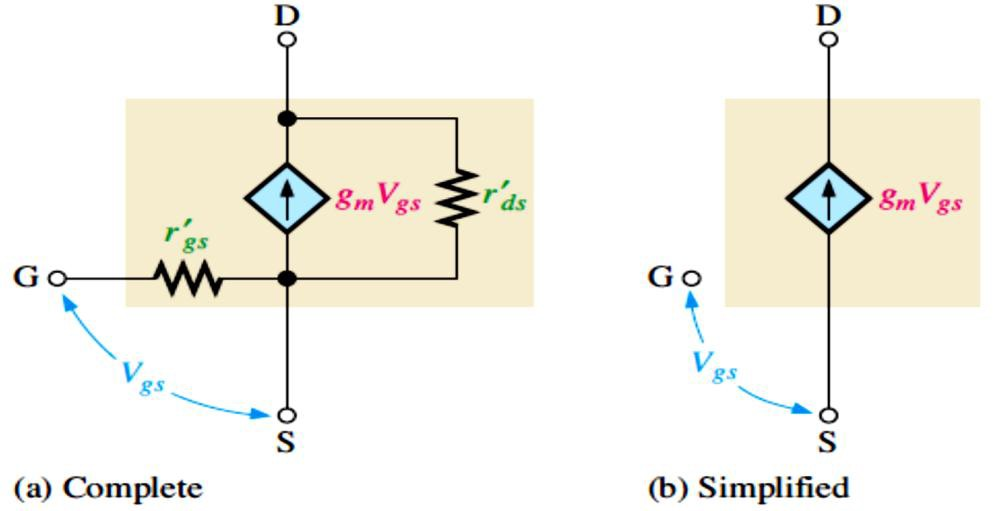 D
gₘVgs
r′ds
r′gs
G
Vgs
S
(a) Complete
D
gₘVgs
G
Vgs
S
(b) Simplified